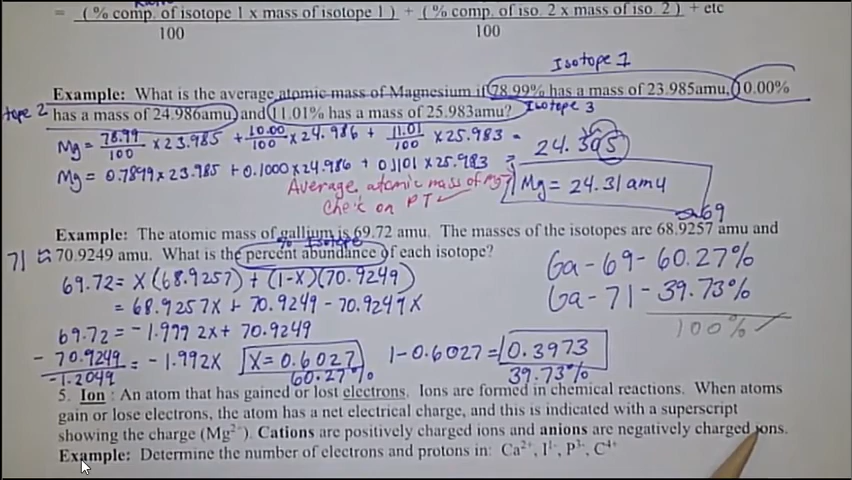 = ( % comp. of isotope 1 x mass of isotope 1 ) + ( % comp. of iso. 2 x mass of iso. 2 ) + etc
100 100
Isotope 1
Example: What is the average atomic mass of Magnesium if 78.99% has a mass of 23.985amu, 10.00%
tope 2 has a mass of 24.986amu and 11.01% has a mass of 25.983amu? Isotope 3
Mg = 78.99/100 x 23.985 + 10.00/100 x 24.986 + 11.01/100 x 25.983 = 24.305
Mg = 0.7899 x 23.985 + 0.1000 x 24.986 + 0.1101 x 25.983
Mg = 24.31 amu
Average atomic mass of Mg
Check on PT ✓
69
Example: The atomic mass of gallium is 69.72 amu. The masses of the isotopes are 68.9257 amu and
% Isotope
71 ≈ 70.9249 amu. What is the percent abundance of each isotope?
69.72 = X(68.9257) + (1-X)(70.9249)
Ga - 69 - 60.27%
= 68.9257X + 70.9249 - 70.9249X
Ga - 71 - 39.73%
100%
69.72 = -1.9992x + 70.9249
- 70.9249 = -1.992X X = 0.6027 1-0.6027 = 0.3973
-1.2049 60.27% 39.73%
5. Ion : An atom that has gained or lost electrons. Ions are formed in chemical reactions. When atoms
gain or lose electrons, the atom has a net electrical charge, and this is indicated with a superscript
showing the charge (Mg²⁻). Cations are positively charged ions and anions are negatively charged ions.
Example: Determine the number of electrons and protons in: Ca²⁺, I¹⁻, P³⁻, C⁴⁺